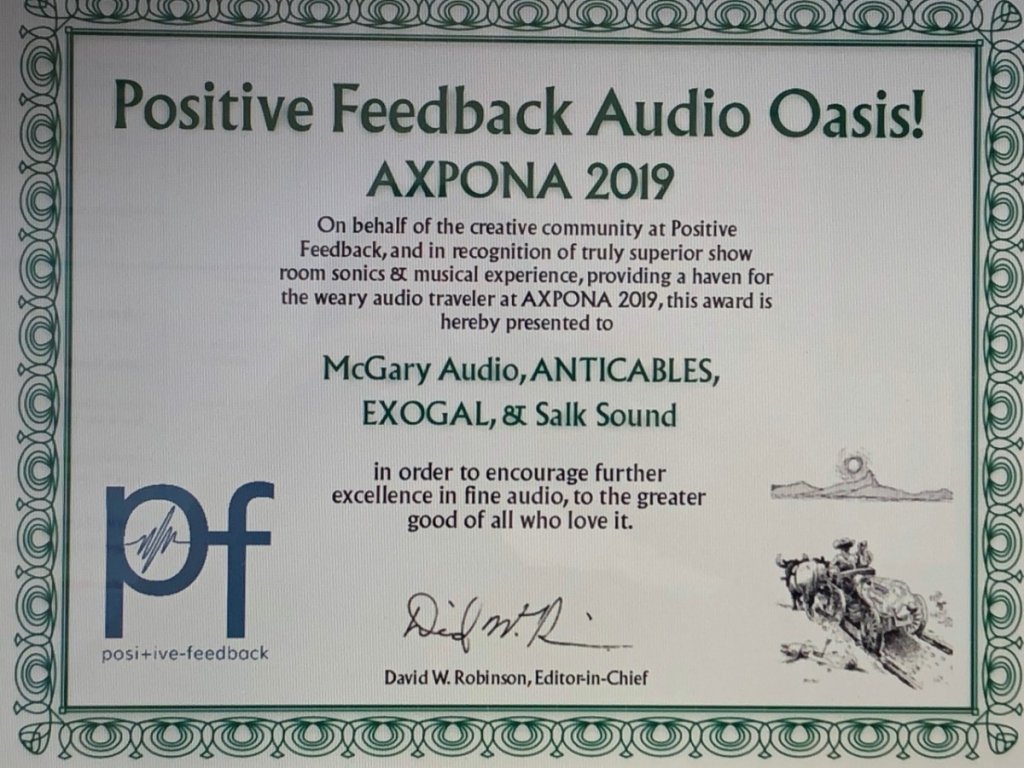 Positive Feedback Audio Oasis!
AXPONA 2019
On behalf of the creative community at Positive
Feedback, and in recognition of truly superior show
room sonics & musical experience, providing a haven for
the weary audio traveler at AXPONA 2019, this award is
hereby presented to
McGary Audio, ANTICABLES,
EXOGAL, & Salk Sound
in order to encourage further
excellence in fine audio, to the greater
good of all who love it.
pf
posi+ive-feedback
David W. Robinson, Editor-in-Chief